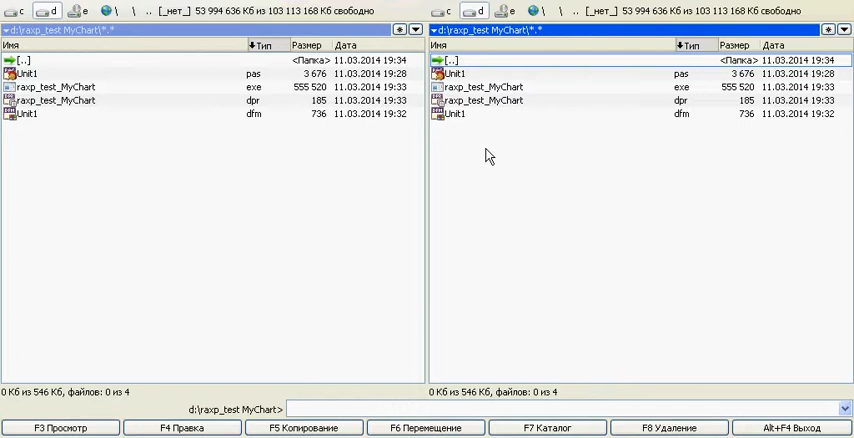 c d e \ \ .. [_нет_] 53 994 636 Кб из 103 113 168 Кб свободно
d:\raxp_test MyChart\*.*
Имя Тип Размер Дата
[..] <Папка> 11.03.2014 19:34
Unit1 pas 3 676 11.03.2014 19:28
raxp_test_MyChart exe 555 520 11.03.2014 19:33
raxp_test_MyChart dpr 185 11.03.2014 19:33
Unit1 dfm 736 11.03.2014 19:32
0 Кб из 546 Кб, файлов: 0 из 4
c d e \ \ .. [_нет_] 53 994 636 Кб из 103 113 168 Кб свободно
d:\raxp_test MyChart\*.*
Имя Тип Размер Дата
[..] <Папка> 11.03.2014 19:34
Unit1 pas 3 676 11.03.2014 19:28
raxp_test_MyChart exe 555 520 11.03.2014 19:33
raxp_test_MyChart dpr 185 11.03.2014 19:33
Unit1 dfm 736 11.03.2014 19:32
0 Кб из 546 Кб, файлов: 0 из 4
d:\raxp_test MyChart>
F3 Просмотр F4 Правка F5 Копирование F6 Перемещение F7 Каталог F8 Удаление Alt+F4 Выход